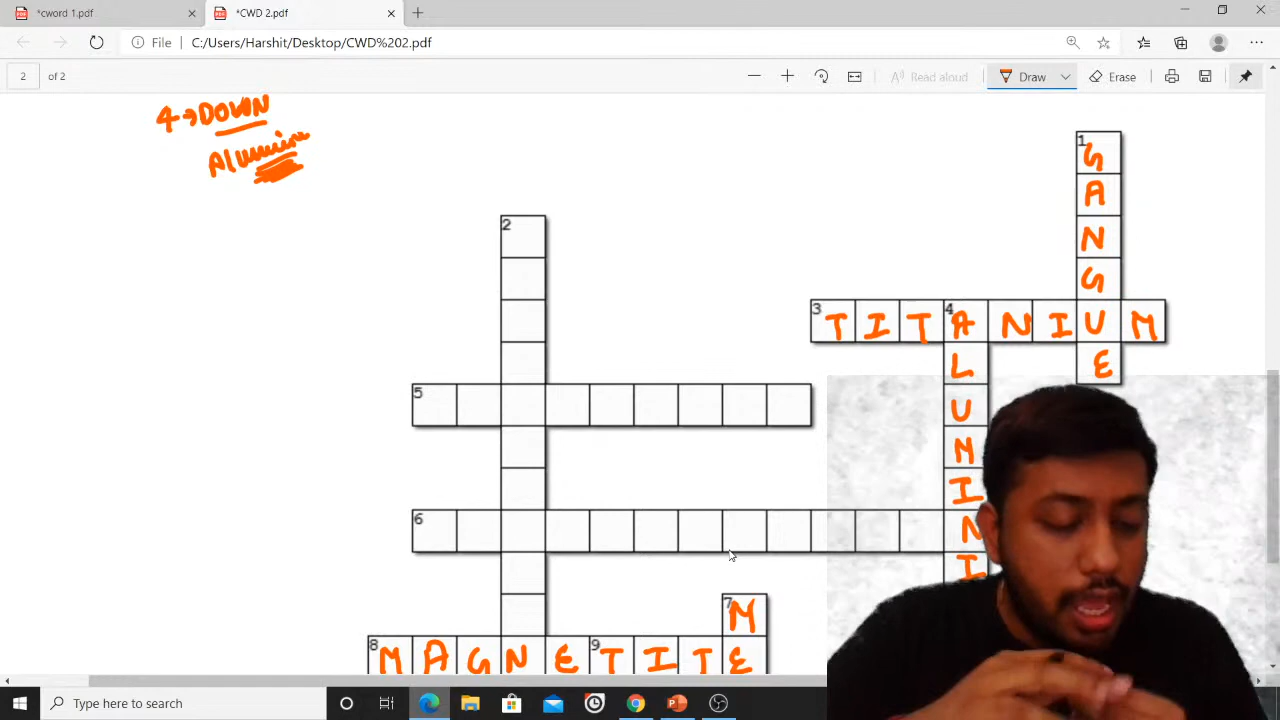 *cword 1.pdf
*CWD 2.pdf
File
C:/Users/Harshit/Desktop/CWD%202.pdf
2
of 2
Read aloud
Draw
Erase
4→DOWN
Alumini
1
G
A
N
G
2
3 T I T 4 A N I U M
L
E
5
U
M
I
6
N
I
7 M
8 M A G N E 9 T I T E
Type here to search